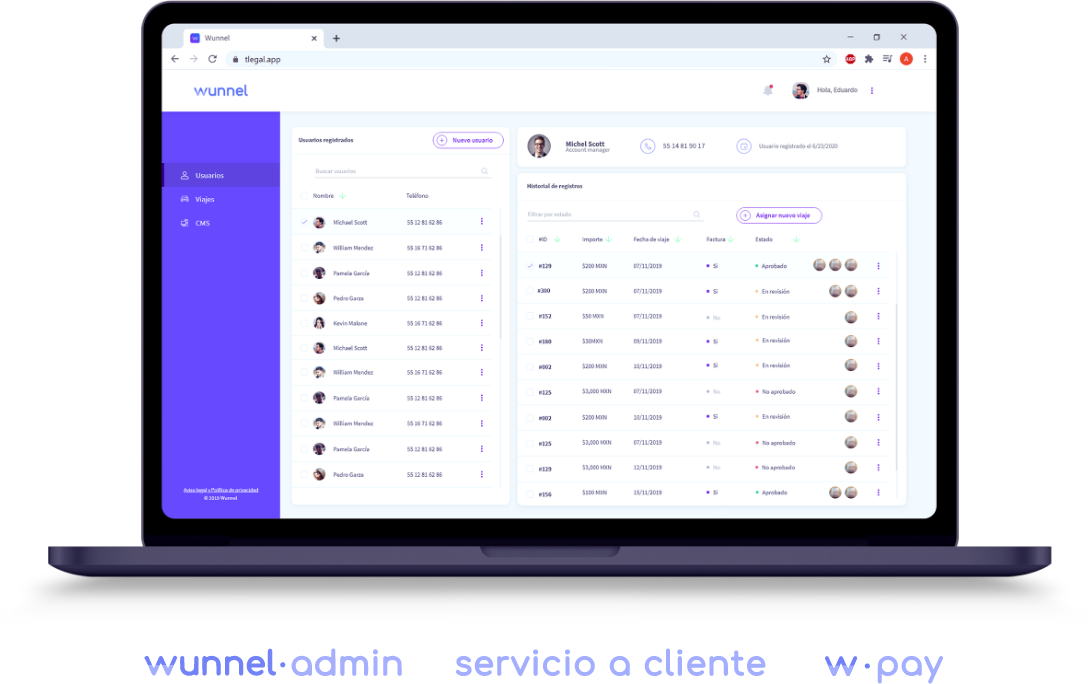 Wunnel
tlegal.app
ABP
A
wunnel
Hola, Eduardo
Usuarios
Viajes
CMS
Aviso legal y Política de privacidad
© 2019 Wunnel
Usuarios registrados
Nuevo usuario
Buscar usuarios
Nombre Teléfono
Michael Scott 55 12 81 62 86
William Mendez 55 16 71 62 86
Pamela García 55 12 81 62 86
Pedro Garza 55 12 81 62 86
Kevin Malone 55 16 71 62 86
Michael Scott 55 12 81 62 86
William Mendez 55 16 71 62 86
Pamela García 55 12 81 62 86
William Mendez 55 16 71 62 86
Pamela García 55 12 81 62 86
Pedro Garza 55 12 81 62 86
Michel Scott
Account manager
55 14 81 90 17
Usuario registrado el 6/23/2020
Historial de registros
Filtrar por estado
Asignar nuevo viaje
#ID Importe Fecha de viaje Factura Estado
#129 $200 MXN 07/11/2019 Si Aprobado
#380 $200 MXN 07/11/2019 Si En revisión
#152 $50 MXN 07/11/2019 No En revisión
#180 $30MXN 09/11/2019 Si En revisión
#002 $200 MXN 10/11/2019 Si En revisión
#125 $3,000 MXN 07/11/2019 No No aprobado
#002 $200 MXN 10/11/2019 Si En revisión
#125 $3,000 MXN 07/11/2019 No No aprobado
#129 $3,000 MXN 12/11/2019 No No aprobado
#156 $100 MXN 15/11/2019 Si Aprobado
wunnel·admin servicio a cliente w·pay